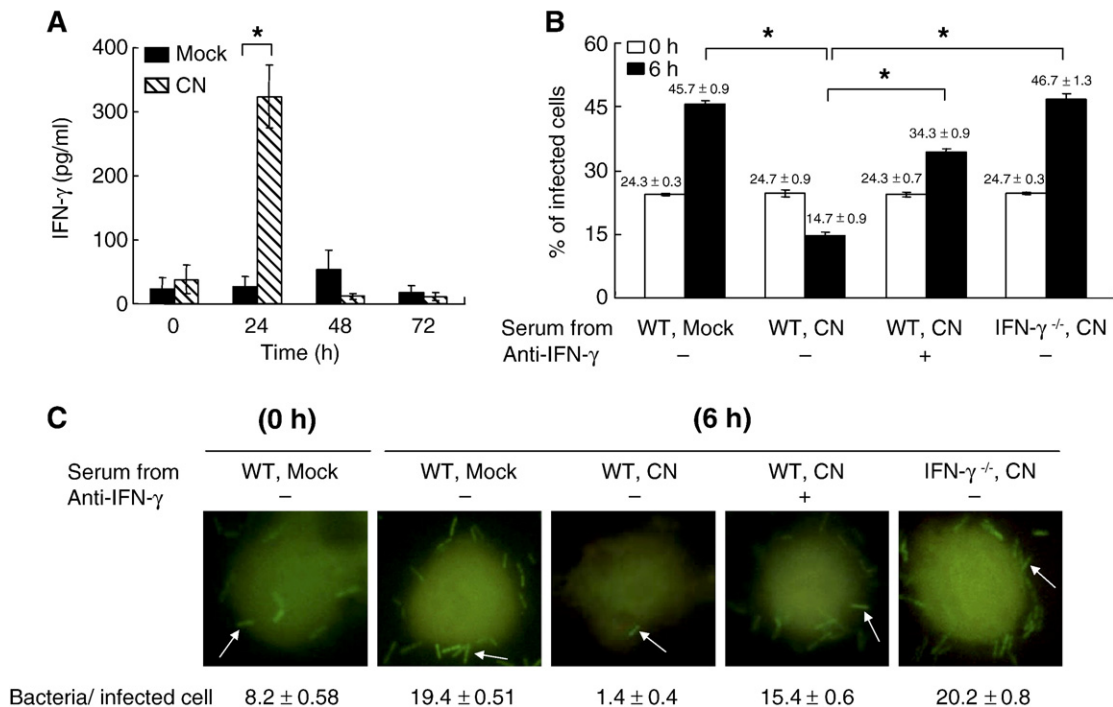 A
*
Mock
CN
IFN-γ (pg/ml)
400
300
200
100
0
0 24 48 72
Time (h)
B
* *
*
0 h
6 h
% of infected cells
60
45
30
15
0
24.3 ± 0.3 45.7 ± 0.9 24.7 ± 0.9 14.7 ± 0.9 24.3 ± 0.7 34.3 ± 0.9 24.7 ± 0.3 46.7 ± 1.3
Serum from WT, Mock WT, CN WT, CN IFN-γ -/-, CN
Anti-IFN-γ – – + –
C
(0 h) (6 h)
Serum from WT, Mock WT, Mock WT, CN WT, CN IFN-γ -/-, CN
Anti-IFN-γ – – – + –
Bacteria/ infected cell 8.2 ± 0.58 19.4 ± 0.51 1.4 ± 0.4 15.4 ± 0.6 20.2 ± 0.8